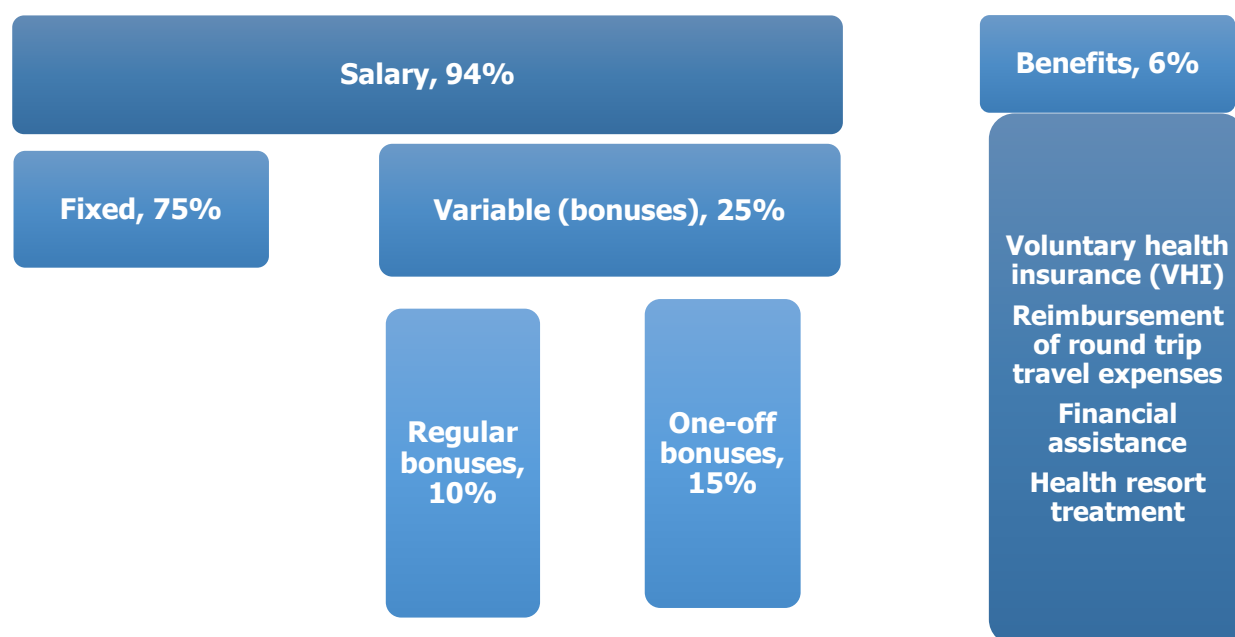 Salary, 94%
Benefits, 6%
Fixed, 75%
Variable (bonuses), 25%
Regular
bonuses,
10%
One-off
bonuses,
15%
Voluntary health
insurance (VHI)
Reimbursement
of round trip
travel expenses
Financial
assistance
Health resort
treatment